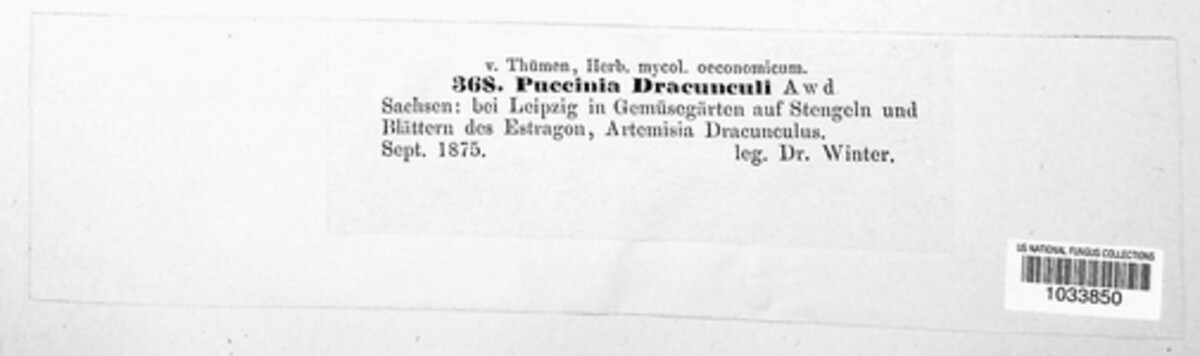 v. Thümen, Herb. mycol. oeconomicum.
368. Puccinia Dracunculi Awd
Sachsen: bei Leipzig in Gemüsegärten auf Stengeln und
Blättern des Estragon, Artemisia Dracunculus.
Sept. 1875. leg. Dr. Winter.
US NATIONAL FUNGUS COLLECTIONS
1033850